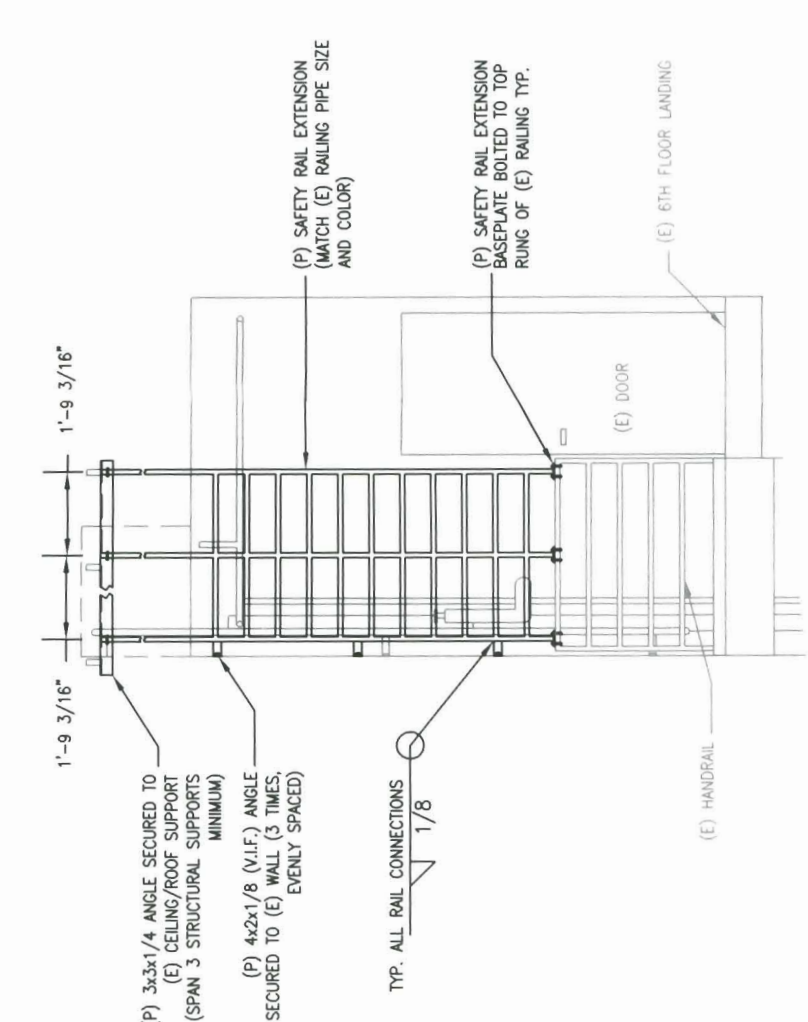 1'-9 3/16"
1'-9 3/16"
(P) SAFETY RAIL EXTENSION
(MATCH (E) RAILING PIPE SIZE
AND COLOR)
(P) SAFETY RAIL EXTENSION
BASEPLATE BOLTED TO TOP
RUNG OF (E) RAILING TYP.
(E) 6TH FLOOR LANDING
(E) DOOR
(P) 3x3x1/4 ANGLE SECURED TO
(E) CEILING/ROOF SUPPORT
(SPAN 3 STRUCTURAL SUPPORTS
MINIMUM)
(P) 4x2x1/8 (V.I.F.) ANGLE
SECURED TO (E) WALL (3 TIMES,
EVENLY SPACED)
TYP. ALL RAIL CONNECTIONS
1/8
(E) HANDRAIL